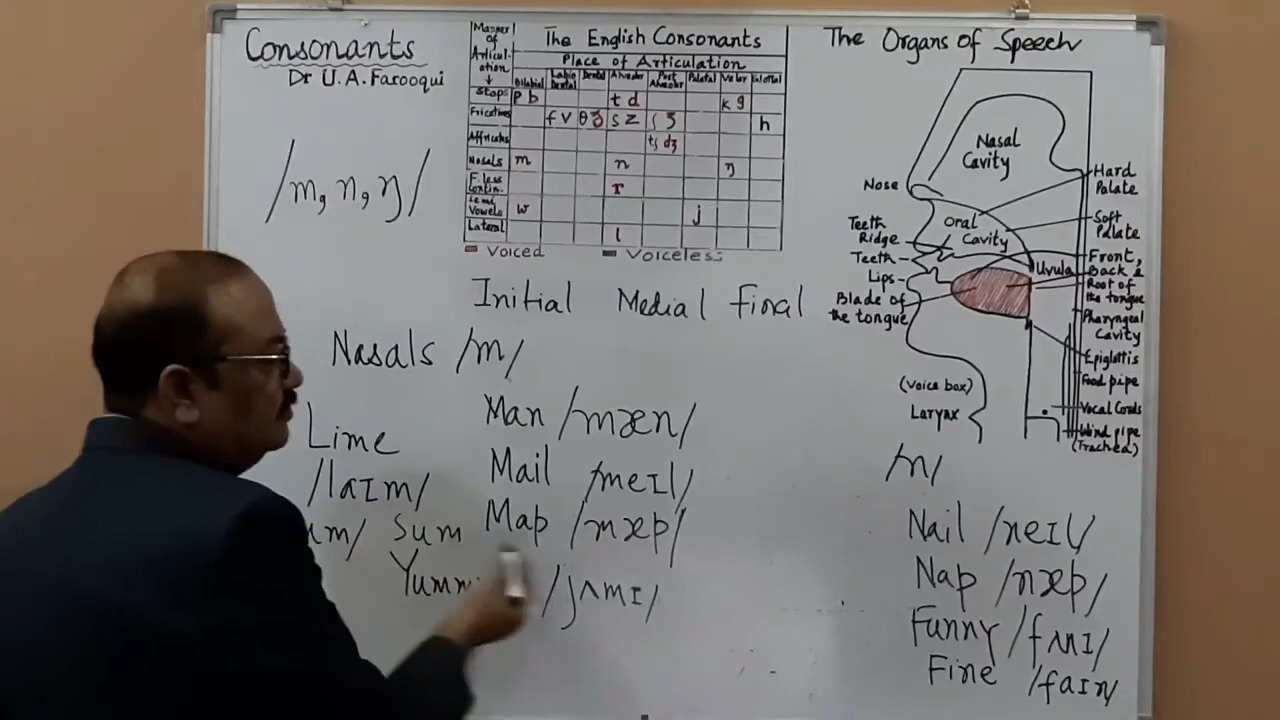 Consonants
Dr U.A. Farooqui
/m, n, ŋ/
Manner of Articul-ation ↓
The English Consonants
Place of Articulation
Bilabial Labio Dental Dental Alveolar Post Alveolar Palatal Velar Glottal
Stops p b t d k g
Fricatives f v θ s z ʃ ʒ h
Affricates tʃ dʒ
Nasals m n ŋ
F. less Contin. r
Semi Vowels w j
Lateral l
Voiced Voiceless
Initial Medial Final
Nasals /m/
Lime
/laɪm/
Sum
Man /mæn/
Mail /meɪl/
Map /mæp/
/jʌmɪ/
The Organs of Speech
Nasal Cavity
Nose
Hard Palate
Oral Cavity
Soft Palate
Teeth Ridge
Teeth
Lips
Blade of the tongue
Uvula
Front, Back & Root of the tongue
Pharyngeal Cavity
Epiglottis
Food pipe
(Voice box)
Larynx
Vocal Cords
Wind pipe
(Trachea)
/n/
Nail /neɪl/
Nap /næp/
Funny /fʌnɪ/
Fine /faɪn/